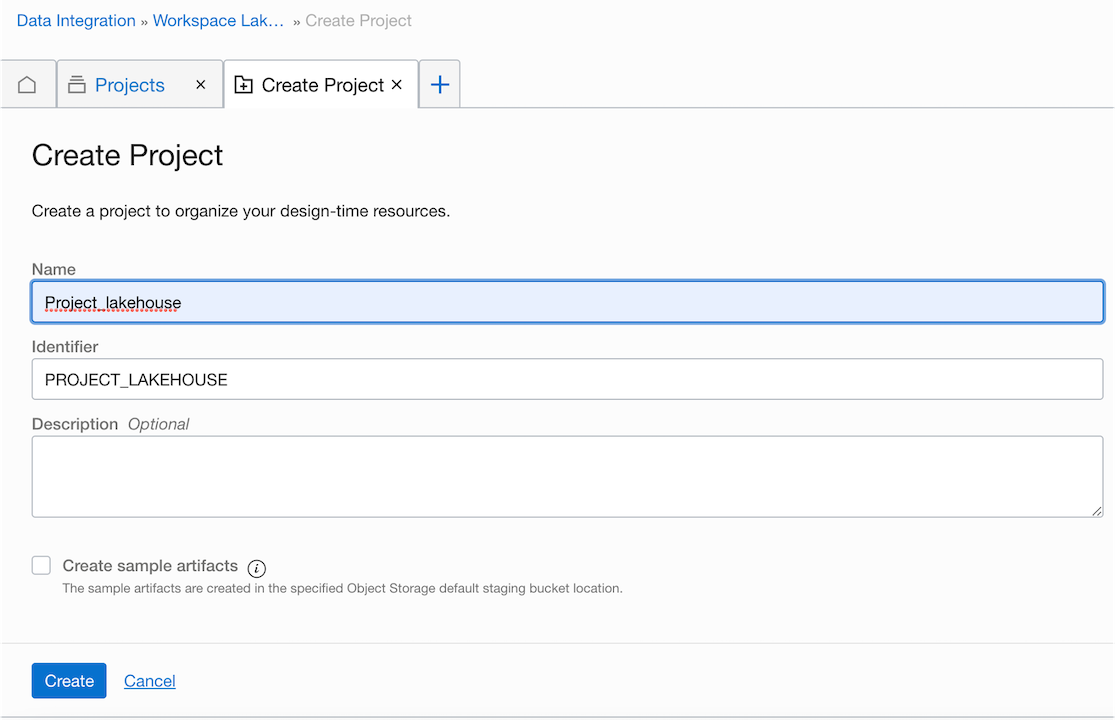 Data Integration » Workspace Lak... » Create Project
Projects × Create Project × +
Create Project
Create a project to organize your design-time resources.
Name
Project_lakehouse
Identifier
PROJECT_LAKEHOUSE
Description Optional
Create sample artifacts i
The sample artifacts are created in the specified Object Storage default staging bucket location.
Create Cancel